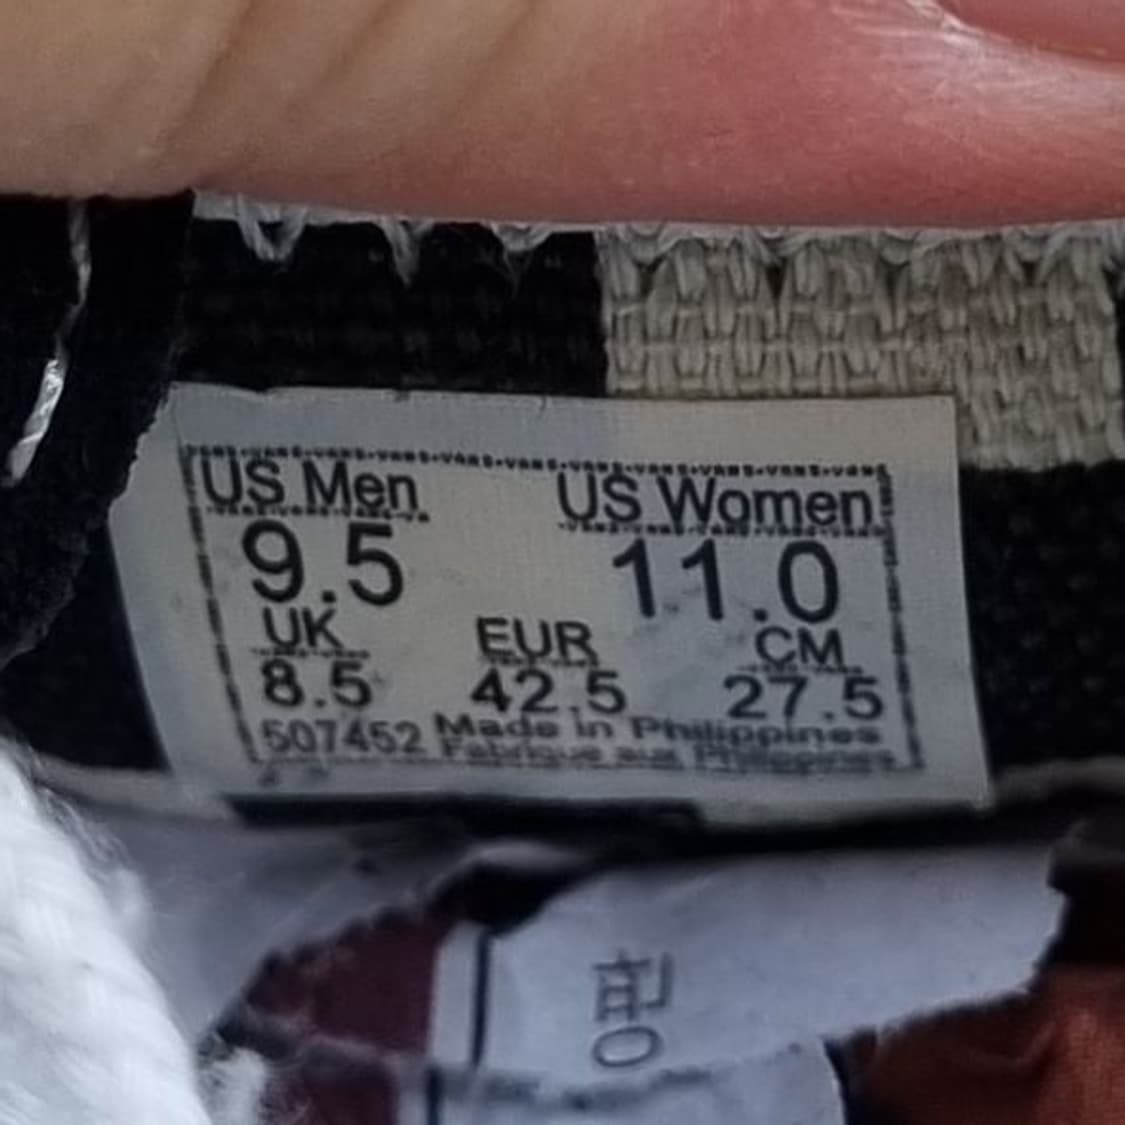 US Men US Women
9.5 11.0
UK EUR CM
8.5 42.5 27.5
507452 Made in Philippines
Fabrique aux Philippines